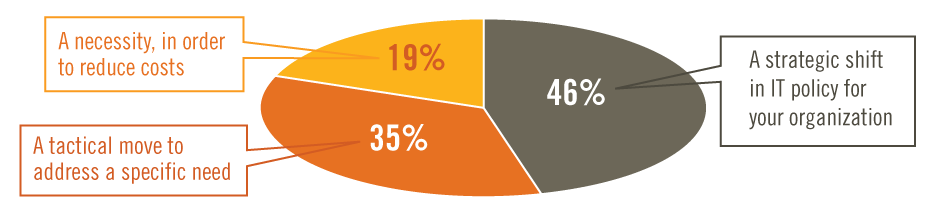 A necessity, in order
to reduce costs
19%
46%
A strategic shift
in IT policy for
your organization
A tactical move to
address a specific need
35%